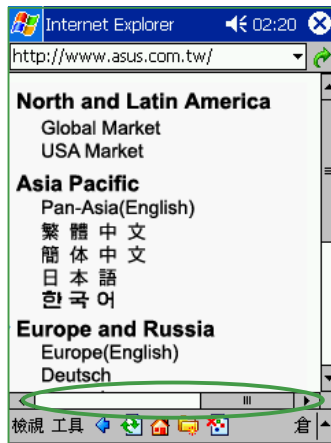 Internet Explorer 02:20
http://www.asus.com.tw/
North and Latin America
Global Market
USA Market
Asia Pacific
Pan-Asia(English)
繁 體 中 文
簡 体 中 文
日 本 語
한 국 어
Europe and Russia
Europe(English)
Deutsch
檢視 工具 倉